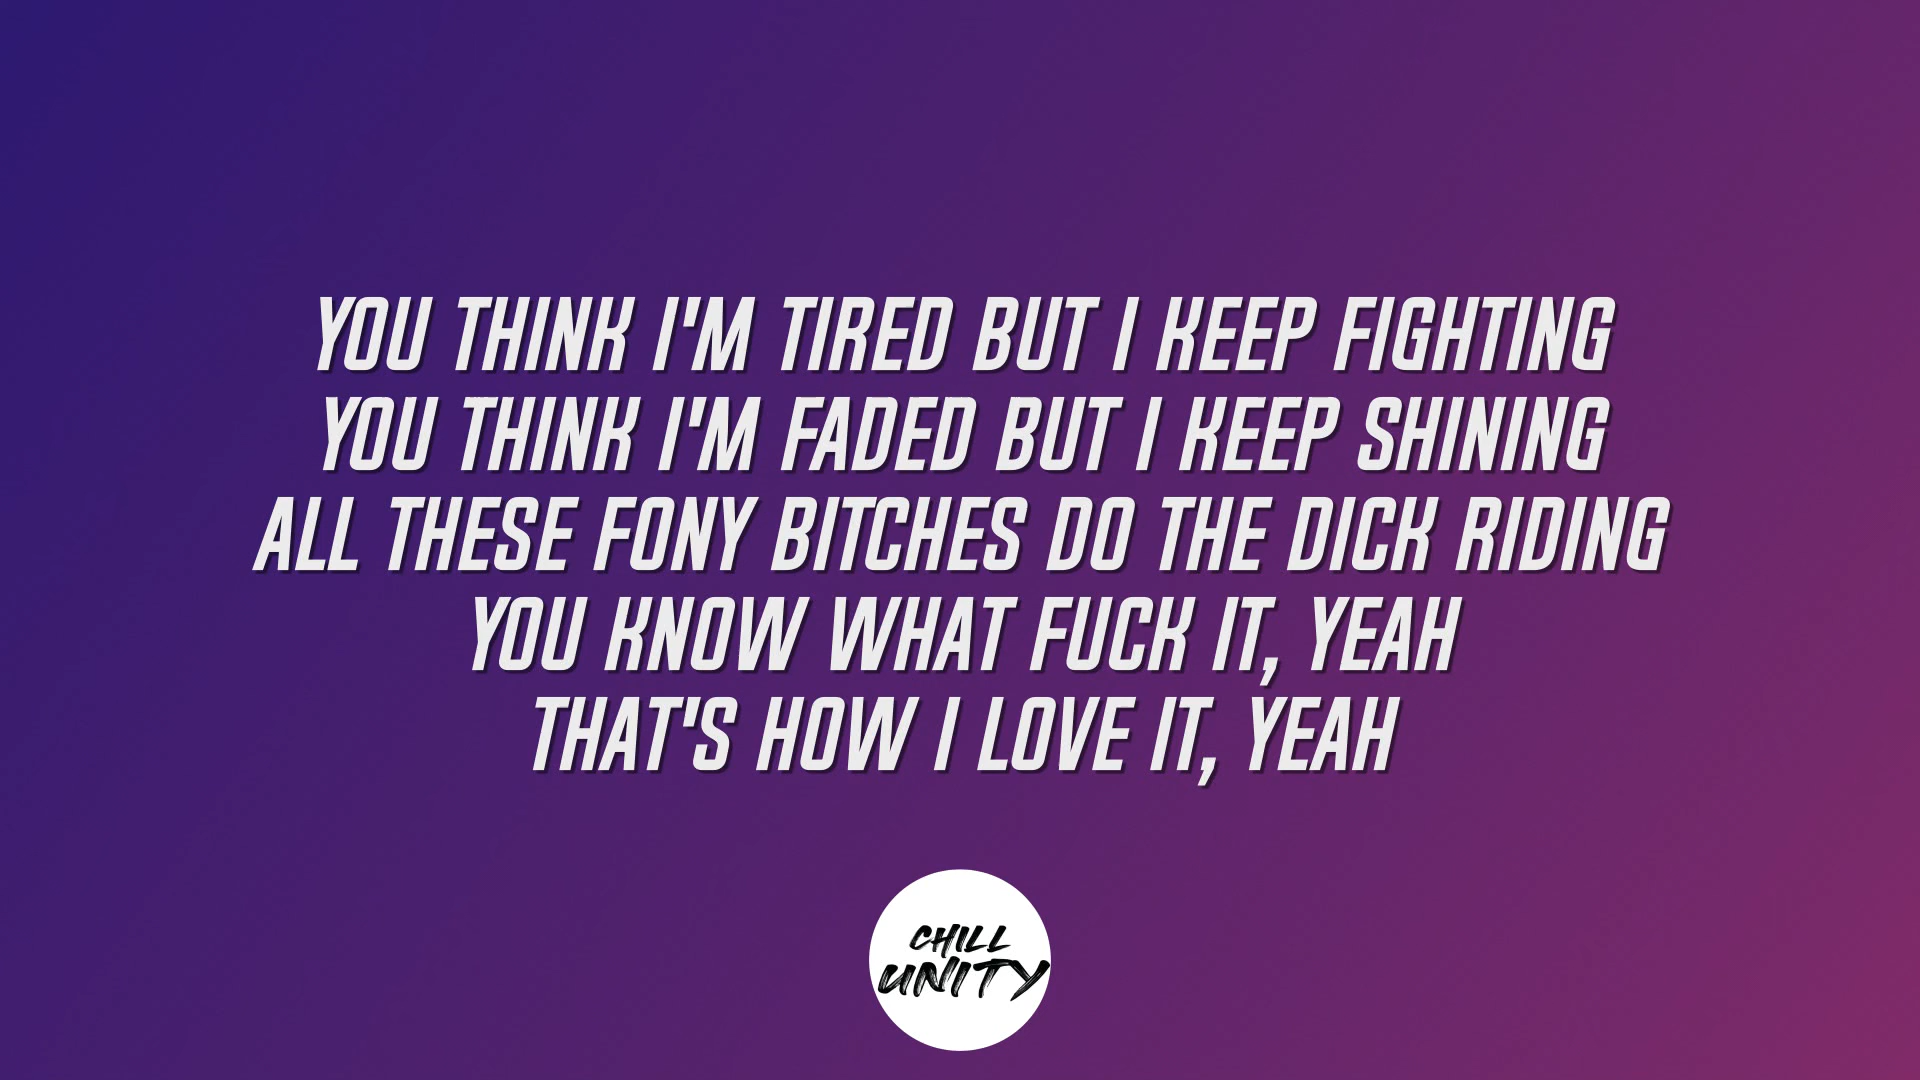 YOU THINK I'M TIRED BUT I KEEP FIGHTING
YOU THINK I'M FADED BUT I KEEP SHINING
ALL THESE FONY BITCHES DO THE DICK RIDING
YOU KNOW WHAT FUCK IT, YEAH
THAT'S HOW I LOVE IT, YEAH
CHILL
UNITY